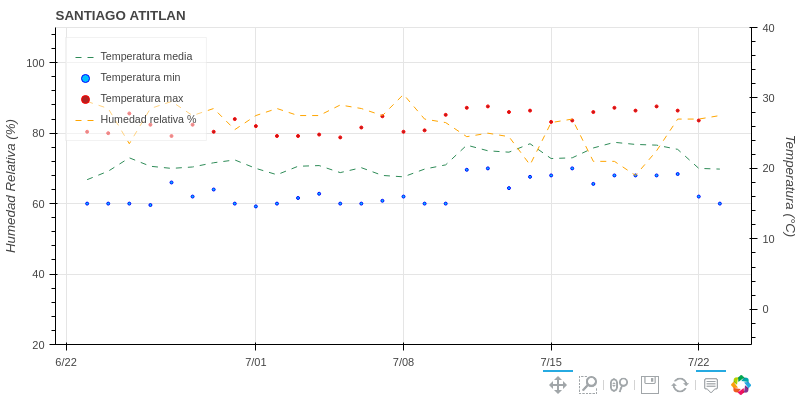 SANTIAGO ATITLAN
Temperatura media
Temperatura min
Temperatura max
Humedad relativa %
Humedad Relativa (%)
100
80
60
40
20
40
30
20
10
0
Temperatura (°C)
6/22
7/01
7/08
7/15
7/22